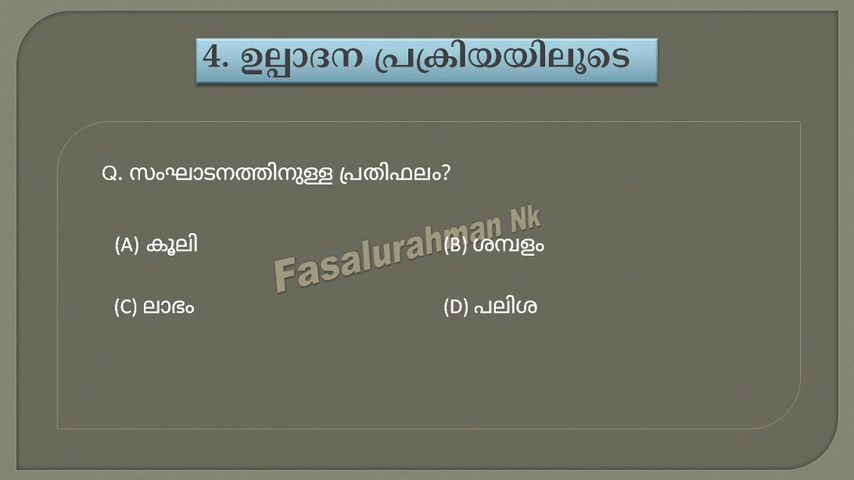 4. ഉല്പാദന പ്രക്രിയയിലൂടെ
Q. സംഘാടനത്തിനുള്ള പ്രതിഫലം?
Fasalurahman Nk
(A) കൂലി (B) ശമ്പളം
(C) ലാഭം (D) പലിശ